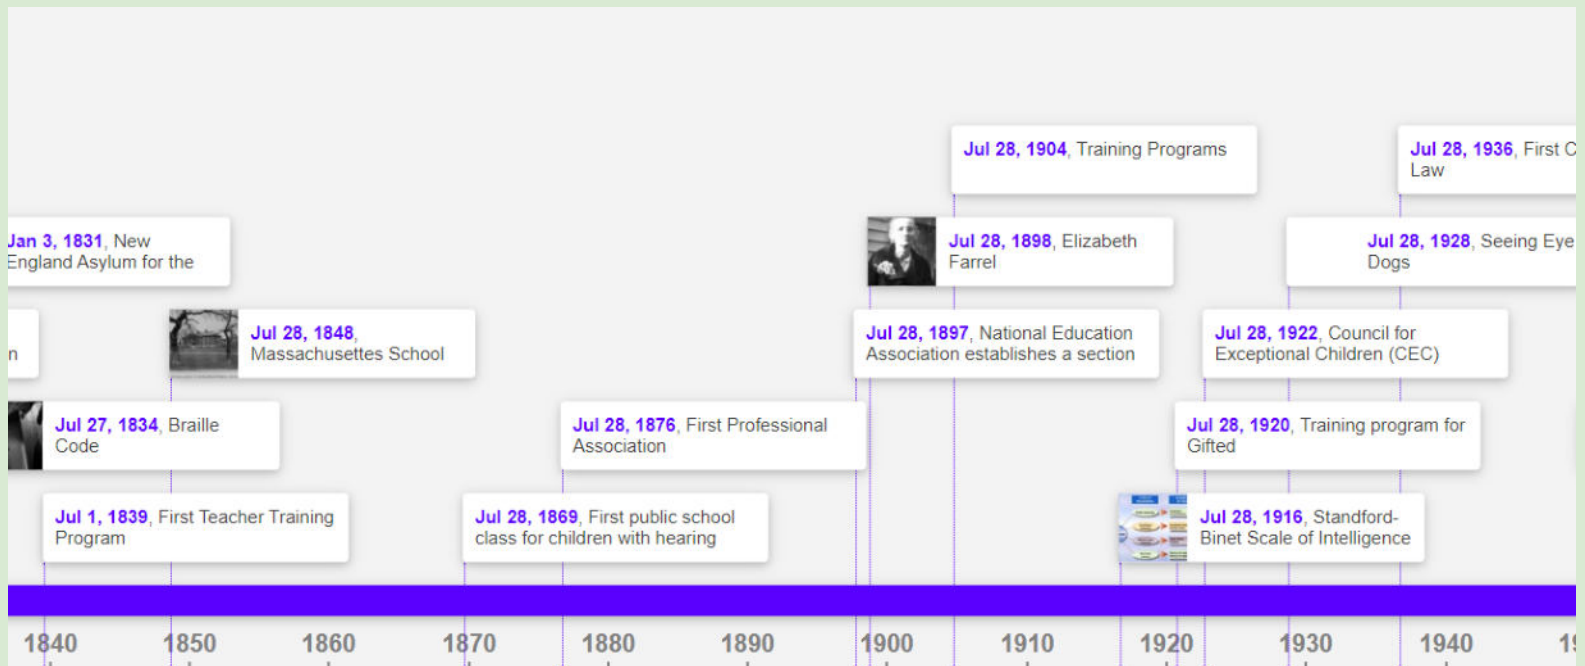 Jul 28, 1904, Training Programs
Jul 28, 1936, First C
Law
Jan 3, 1831, New
England Asylum for the
Jul 28, 1898, Elizabeth
Farrel
Jul 28, 1928, Seeing Eye
Dogs
n
Jul 28, 1848,
Massachusettes School
Jul 28, 1897, National Education
Association establishes a section
Jul 28, 1922, Council for
Exceptional Children (CEC)
Jul 27, 1834, Braille
Code
Jul 28, 1876, First Professional
Association
Jul 28, 1920, Training program for
Gifted
Jul 1, 1839, First Teacher Training
Program
Jul 28, 1869, First public school
class for children with hearing
Jul 28, 1916, Standford-
Binet Scale of Intelligence
1840 1850 1860 1870 1880 1890 1900 1910 1920 1930 1940